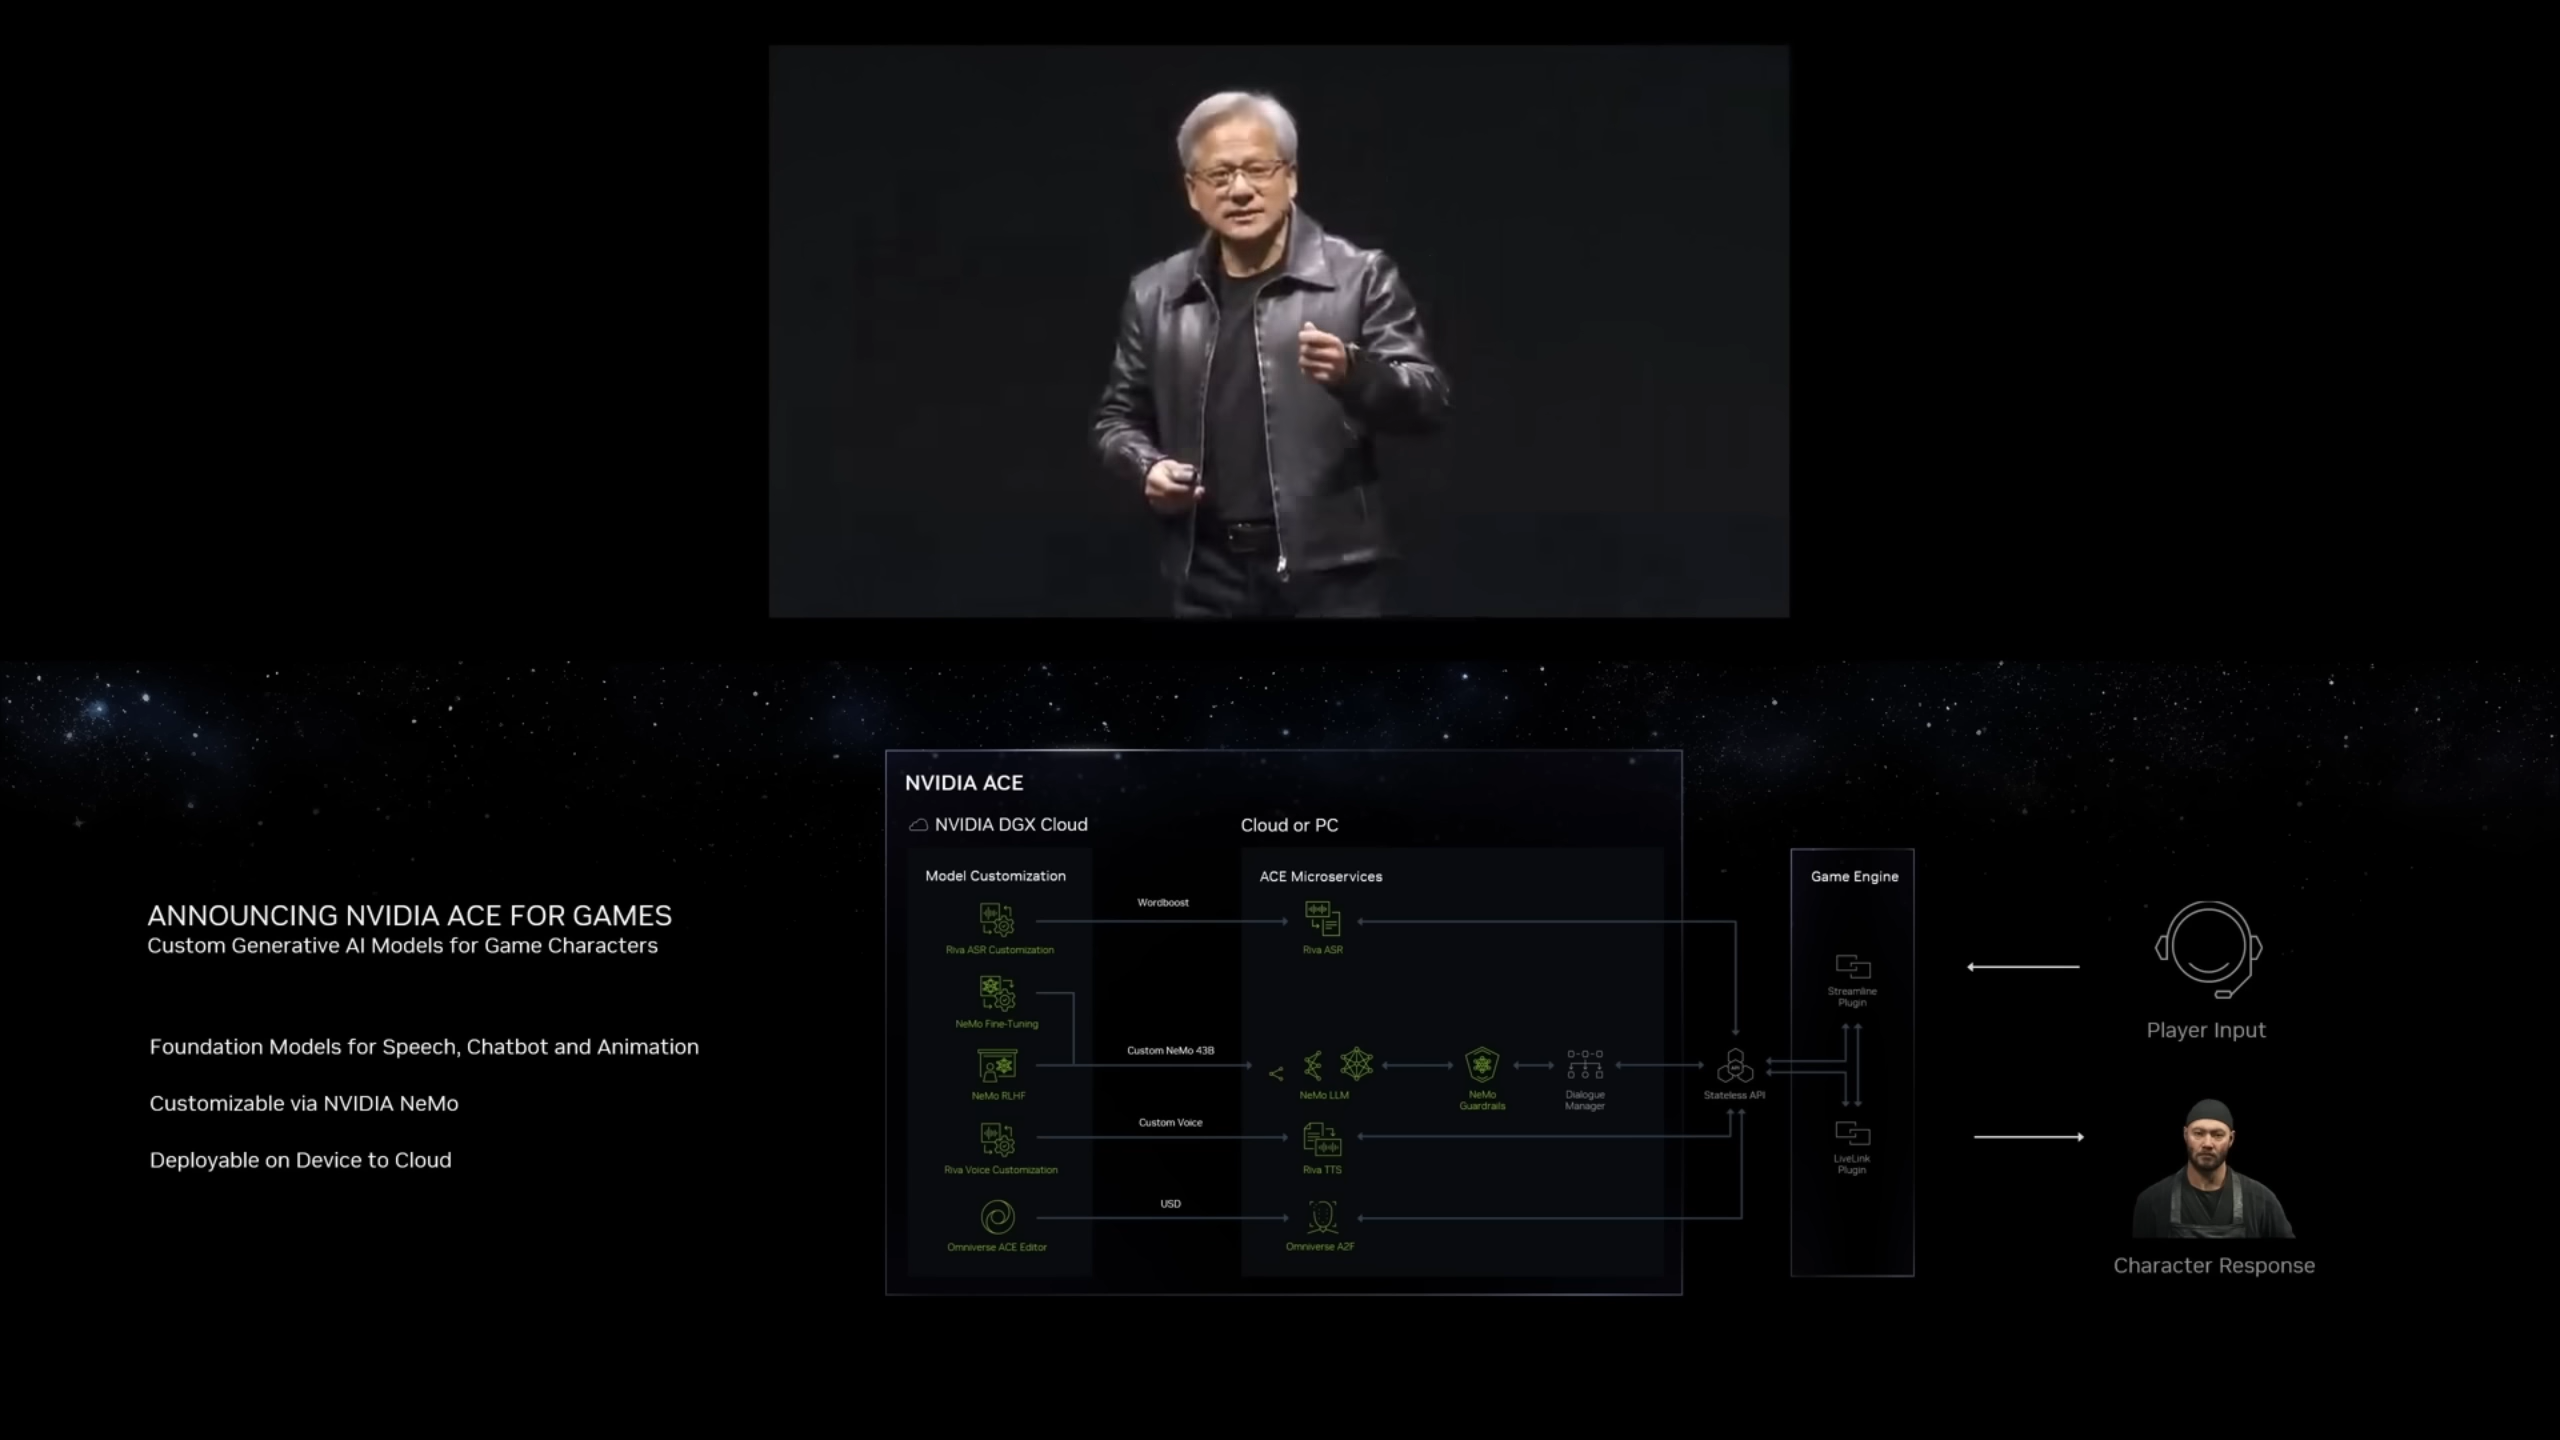 ANNOUNCING NVIDIA ACE FOR GAMES
Custom Generative AI Models for Game Characters
Foundation Models for Speech, Chatbot and Animation
Customizable via NVIDIA NeMo
Deployable on Device to Cloud
NVIDIA ACE
NVIDIA DGX Cloud
Cloud or PC
Model Customization
ACE Microservices
Riva ASR Customization
Wordboost
Riva ASR
NeMo Fine-Tuning
NeMo RLHF
Custom NeMo 43B
NeMo LLM
NeMo
Guardrails
Dialogue
Manager
Stateless API
Riva Voice Customization
Custom Voice
Riva TTS
Omniverse ACE Editor
USD
Omniverse A2F
Game Engine
Streamline
Plugin
LiveLink
Plugin
Player Input
Character Response